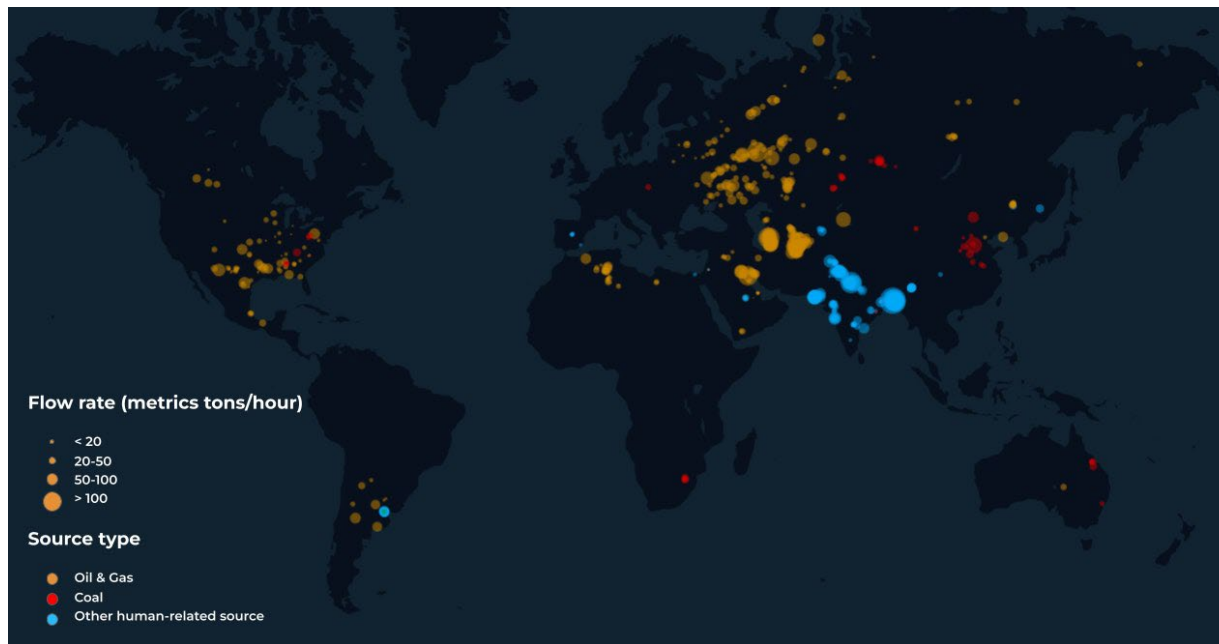 Flow rate (metrics tons/hour)
< 20
20-50
50-100
> 100
Source type
Oil & Gas
Coal
Other human-related source